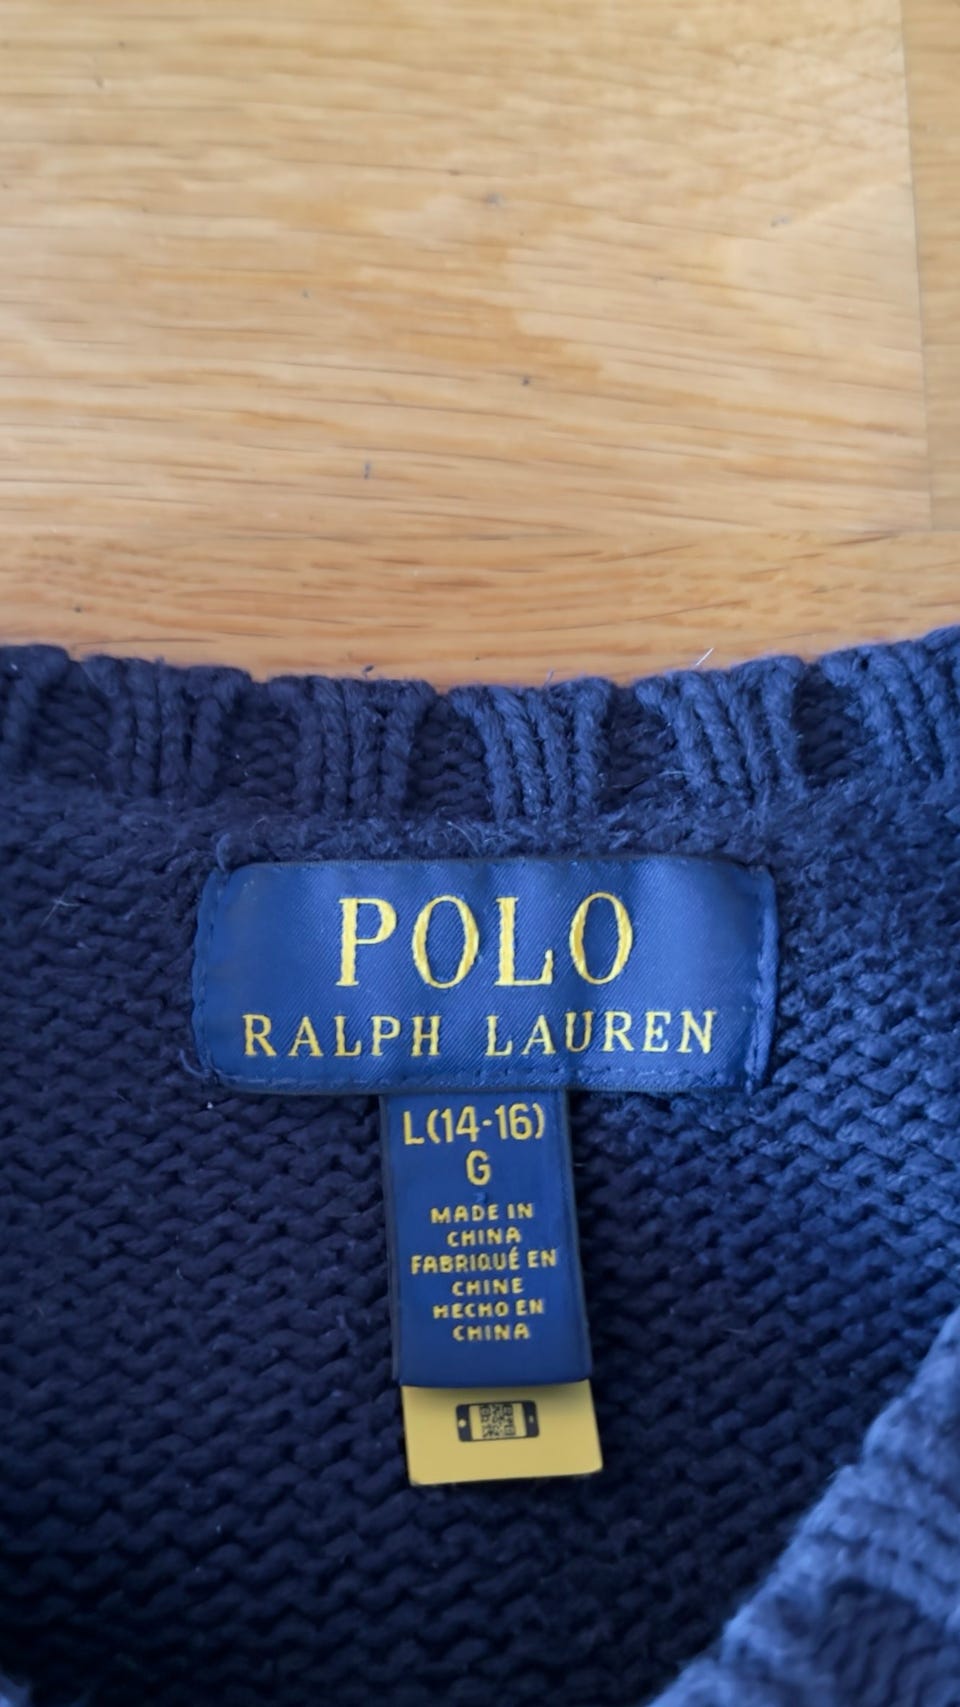 POLO
RALPH LAUREN
L(14-16)
G
MADE IN
CHINA
FABRIQUÉ EN
CHINE
HECHO EN
CHINA